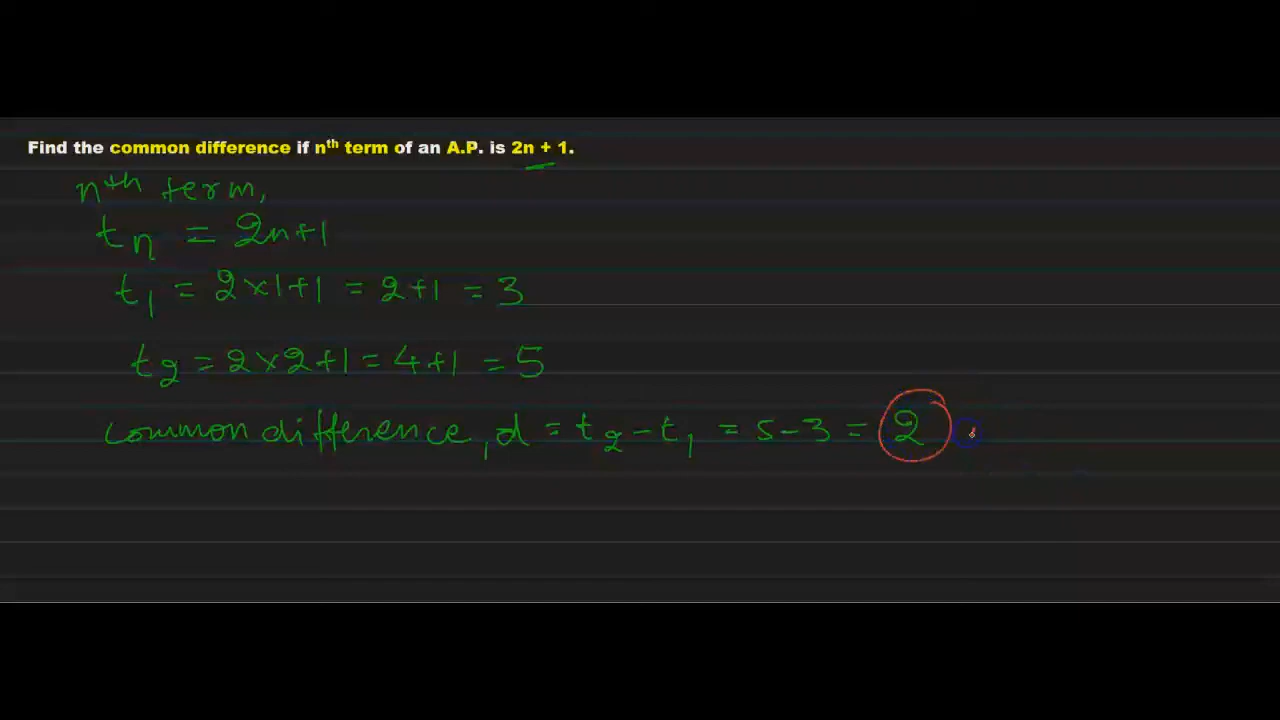 Find the common difference if nth term of an A.P. is 2n + 1.
nth term,
tn = 2n+1
t1 = 2×1+1 = 2+1 = 3
t2 = 2×2+1 = 4+1 = 5
common difference, d = t2 - t1 = 5-3 = 2